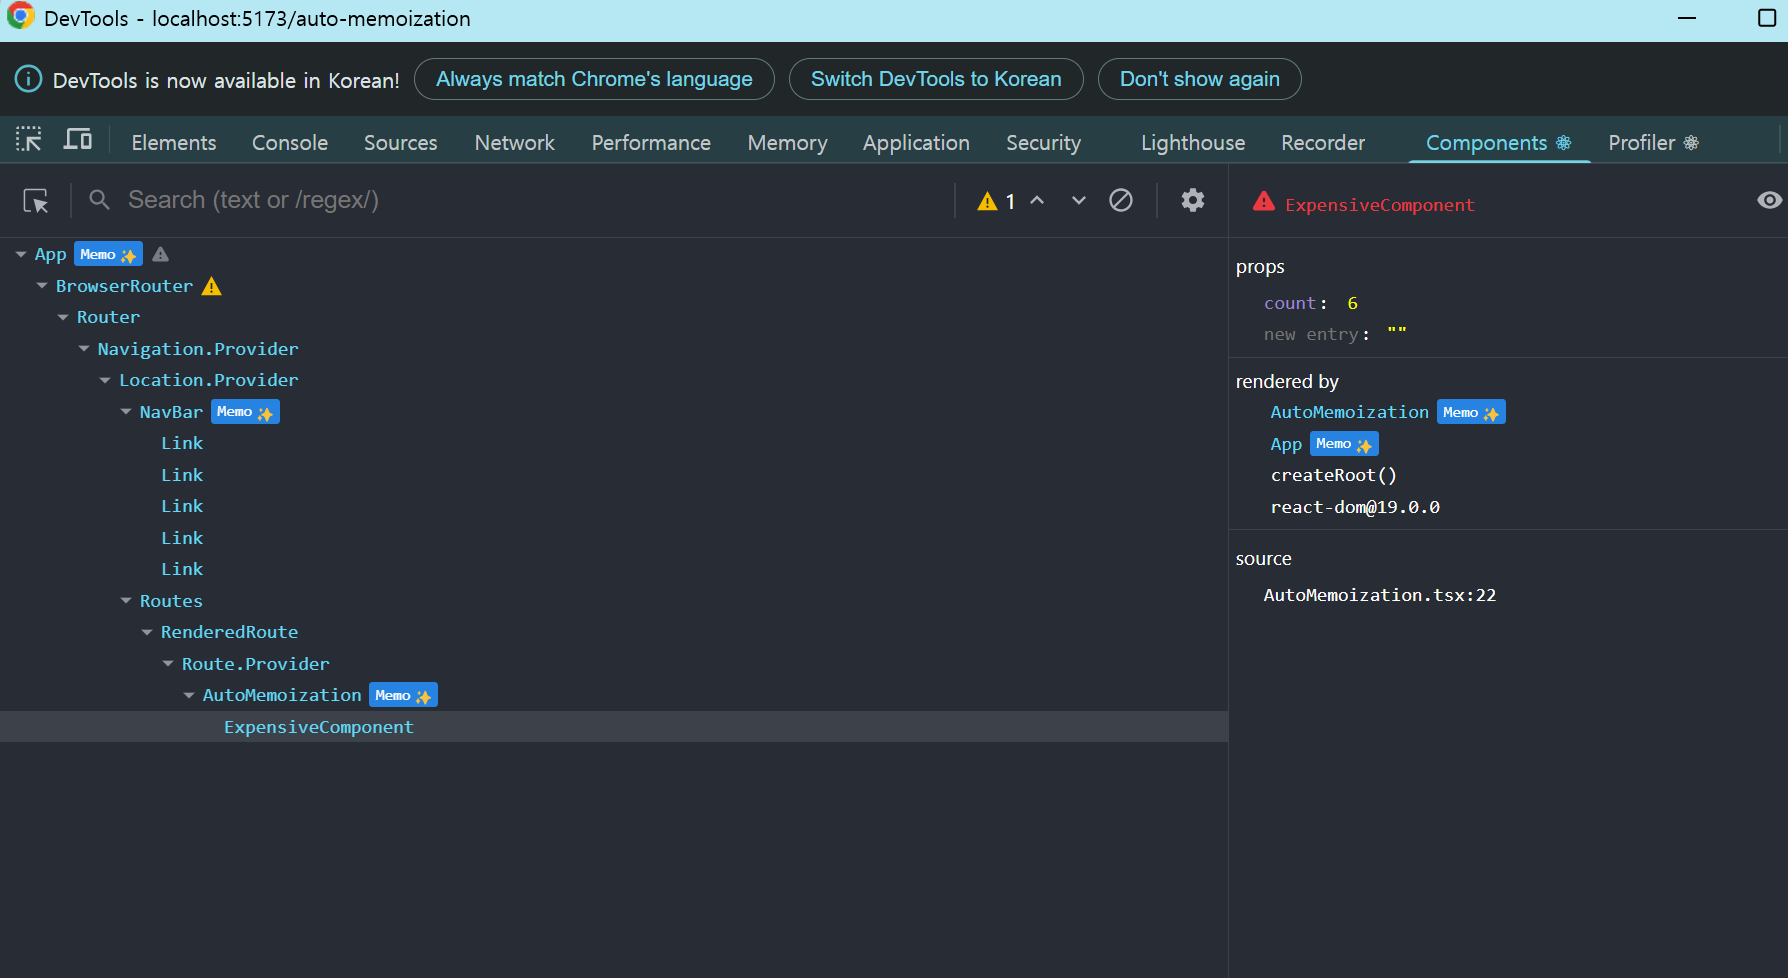 DevTools - localhost:5173/auto-memoization
DevTools is now available in Korean! Always match Chrome's language Switch DevTools to Korean Don't show again
Elements Console Sources Network Performance Memory Application Security Lighthouse Recorder Components Profiler
Search (text or /regex/) 1 ExpensiveComponent
App Memo
BrowserRouter
Router
Navigation.Provider
Location.Provider
NavBar Memo
Link
Link
Link
Link
Link
Routes
RenderedRoute
Route.Provider
AutoMemoization Memo
ExpensiveComponent
props
count: 6
new entry: ""
rendered by
AutoMemoization Memo
App Memo
createRoot()
react-dom@19.0.0
source
AutoMemoization.tsx:22